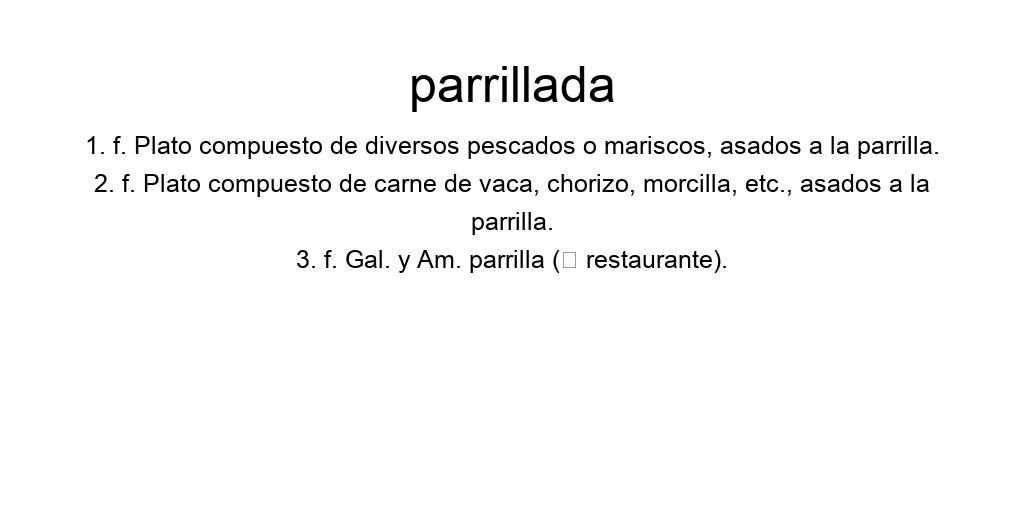 parrillada
1. f. Plato compuesto de diversos pescados o mariscos, asados a la parrilla.
2. f. Plato compuesto de carne de vaca, chorizo, morcilla, etc., asados a la
parrilla.
3. f. Gal. y Am. parrilla (□ restaurante).